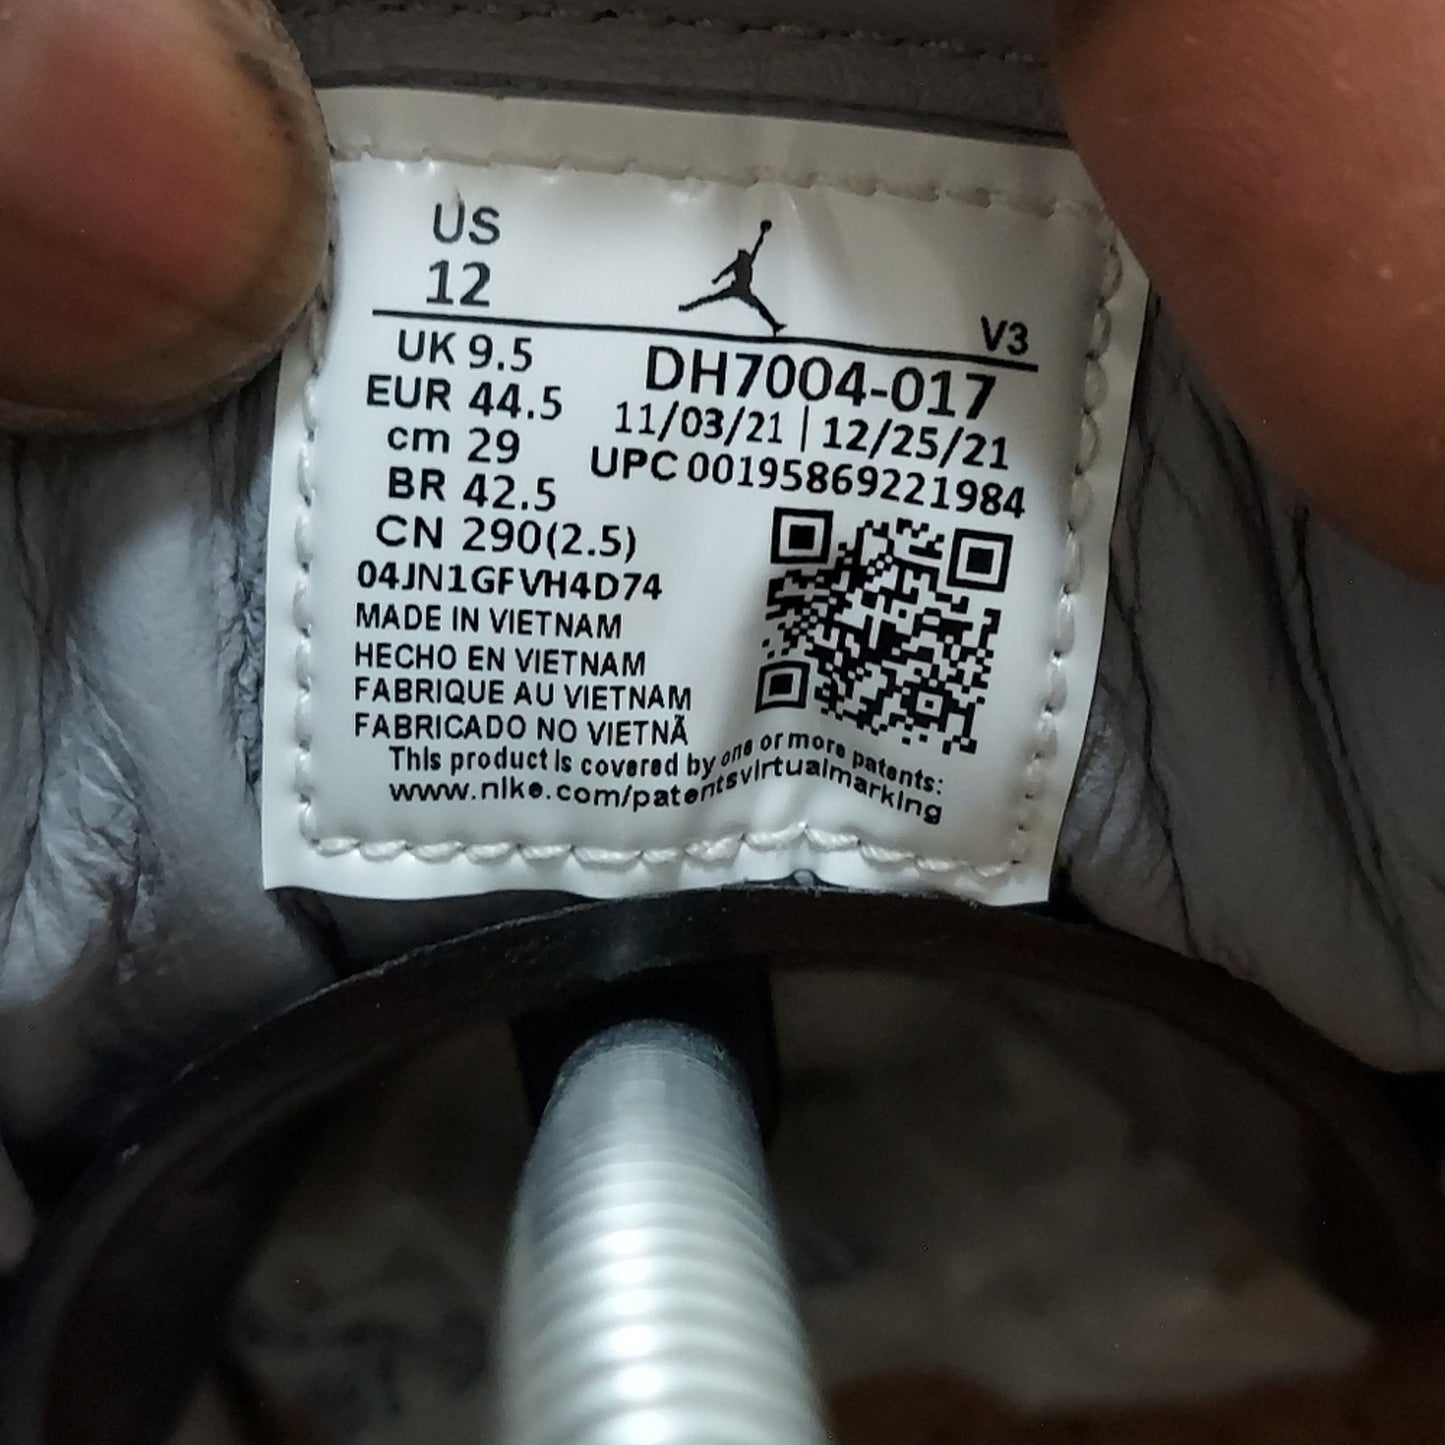 US
12
V3
UK 9.5
EUR 44.5
cm 29
BR 42.5
CN 290(2.5)
DH7004-017
11/03/21 | 12/25/21
UPC 00195869221984
04JN1GFVH4D74
MADE IN VIETNAM
HECHO EN VIETNAM
FABRIQUE AU VIETNAM
FABRICADO NO VIETNÃ
This product is covered by one or more patents:
www.nike.com/patentsvirtualmarking